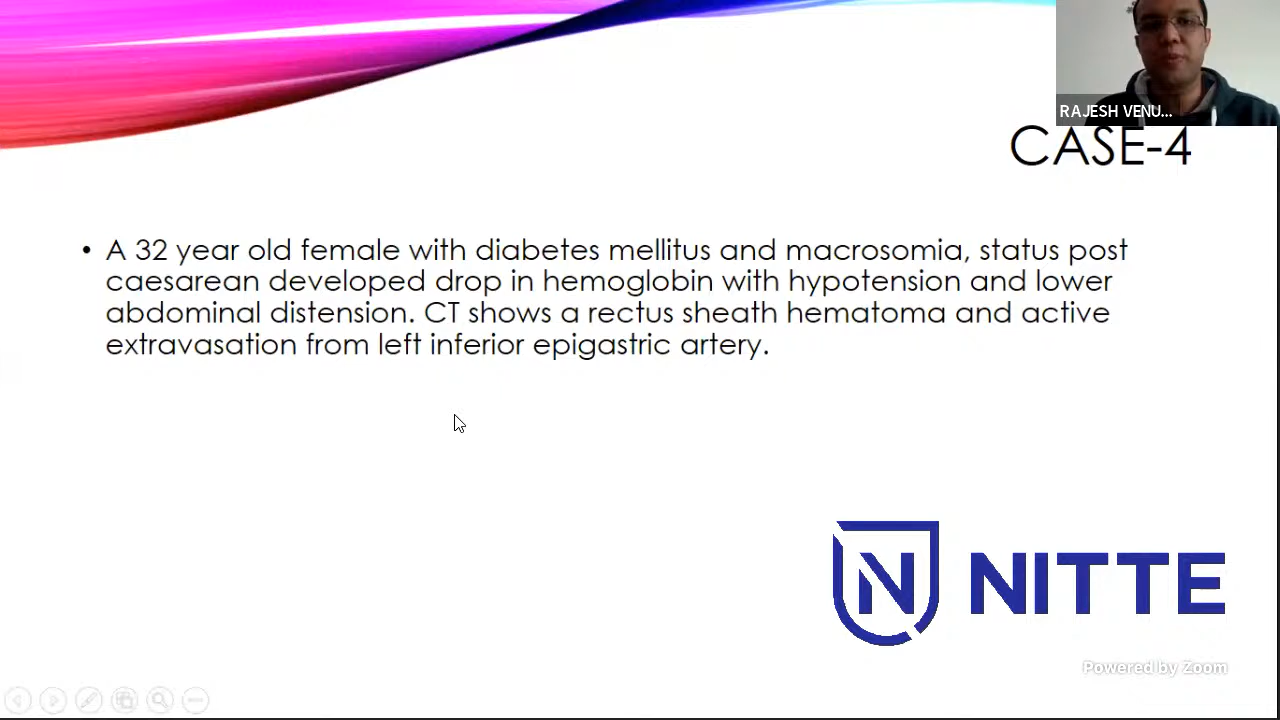 RAJESH VENU...
CASE-4
• A 32 year old female with diabetes mellitus and macrosomia, status post
caesarean developed drop in hemoglobin with hypotension and lower
abdominal distension. CT shows a rectus sheath hematoma and active
extravasation from left inferior epigastric artery.
N NITTE
Powered by Zoom